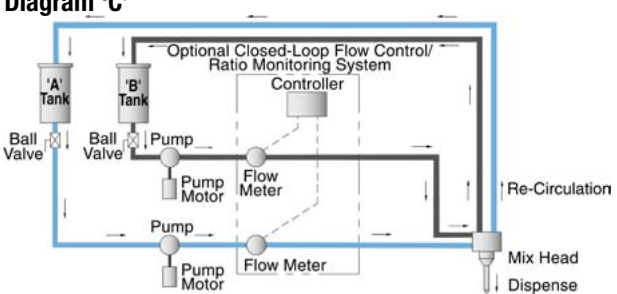 Diagram 'C'
Optional Closed-Loop Flow Control/
Ratio Monitoring System
Controller
'A'
Tank
'B'
Tank
Ball
Valve
Ball
Valve
Pump
Pump
Motor
Flow
Meter
Re-Circulation
Pump
Pump
Motor
Flow Meter
Mix Head
Dispense